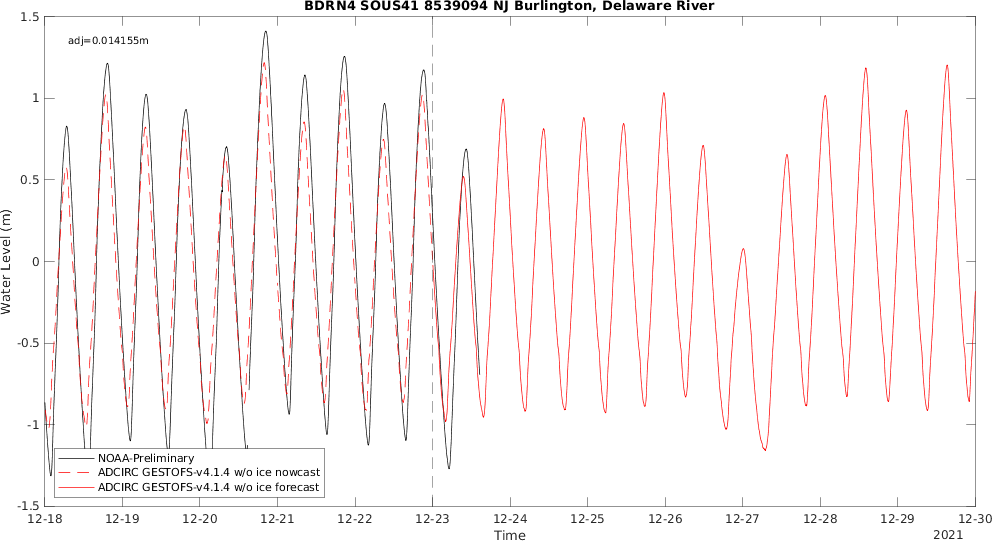 BDRN4 SOUS41 8539094 NJ Burlington, Delaware River
1.5
adj=0.014155m
1
0.5
0
-0.5
-1
-1.5
Water Level (m)
NOAA-Preliminary
ADCIRC GESTOFS-v4.1.4 w/o ice nowcast
ADCIRC GESTOFS-v4.1.4 w/o ice forecast
12-18 12-19 12-20 12-21 12-22 12-23 12-24 12-25 12-26 12-27 12-28 12-29 12-30
Time
2021